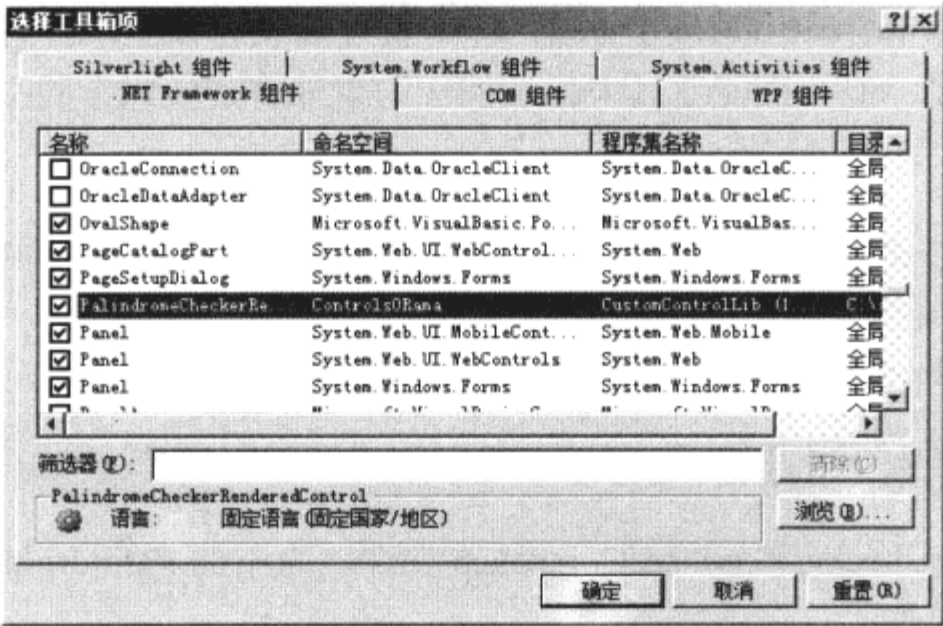 选择工具箱项
Silverlight 组件 System.Workflow 组件 System.Activities 组件
.NET Framework 组件 COM 组件 WPF 组件
名称 命名空间 程序集名称 目录
OracleConnection System.Data.OracleClient System.Data.OracleC... 全局
OracleDataAdapter System.Data.OracleClient System.Data.OracleC... 全局
OvalShape Microsoft.VisualBasic.Po... Microsoft.VisualBas... 全局
PageCatalogPart System.Web.UI.WebControl... System.Web 全局
PageSetupDialog System.Windows.Forms System.Windows.Forms 全局
PalindromeCheckerRe... ControlsORama CustomControlLib (1... C:\
Panel System.Web.UI.MobileCont... System.Web.Mobile 全局
Panel System.Web.UI.WebControls System.Web 全局
Panel System.Windows.Forms System.Windows.Forms 全局
筛选器(F): 清除(C)
PalindromeCheckerRenderedControl
语言: 固定语言(固定国家/地区) 浏览(B)...
确定 取消 重置(R)